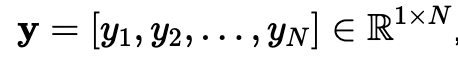 y = [y₁, y₂, . . . , y_N] ∈ ℝ^{1×N},